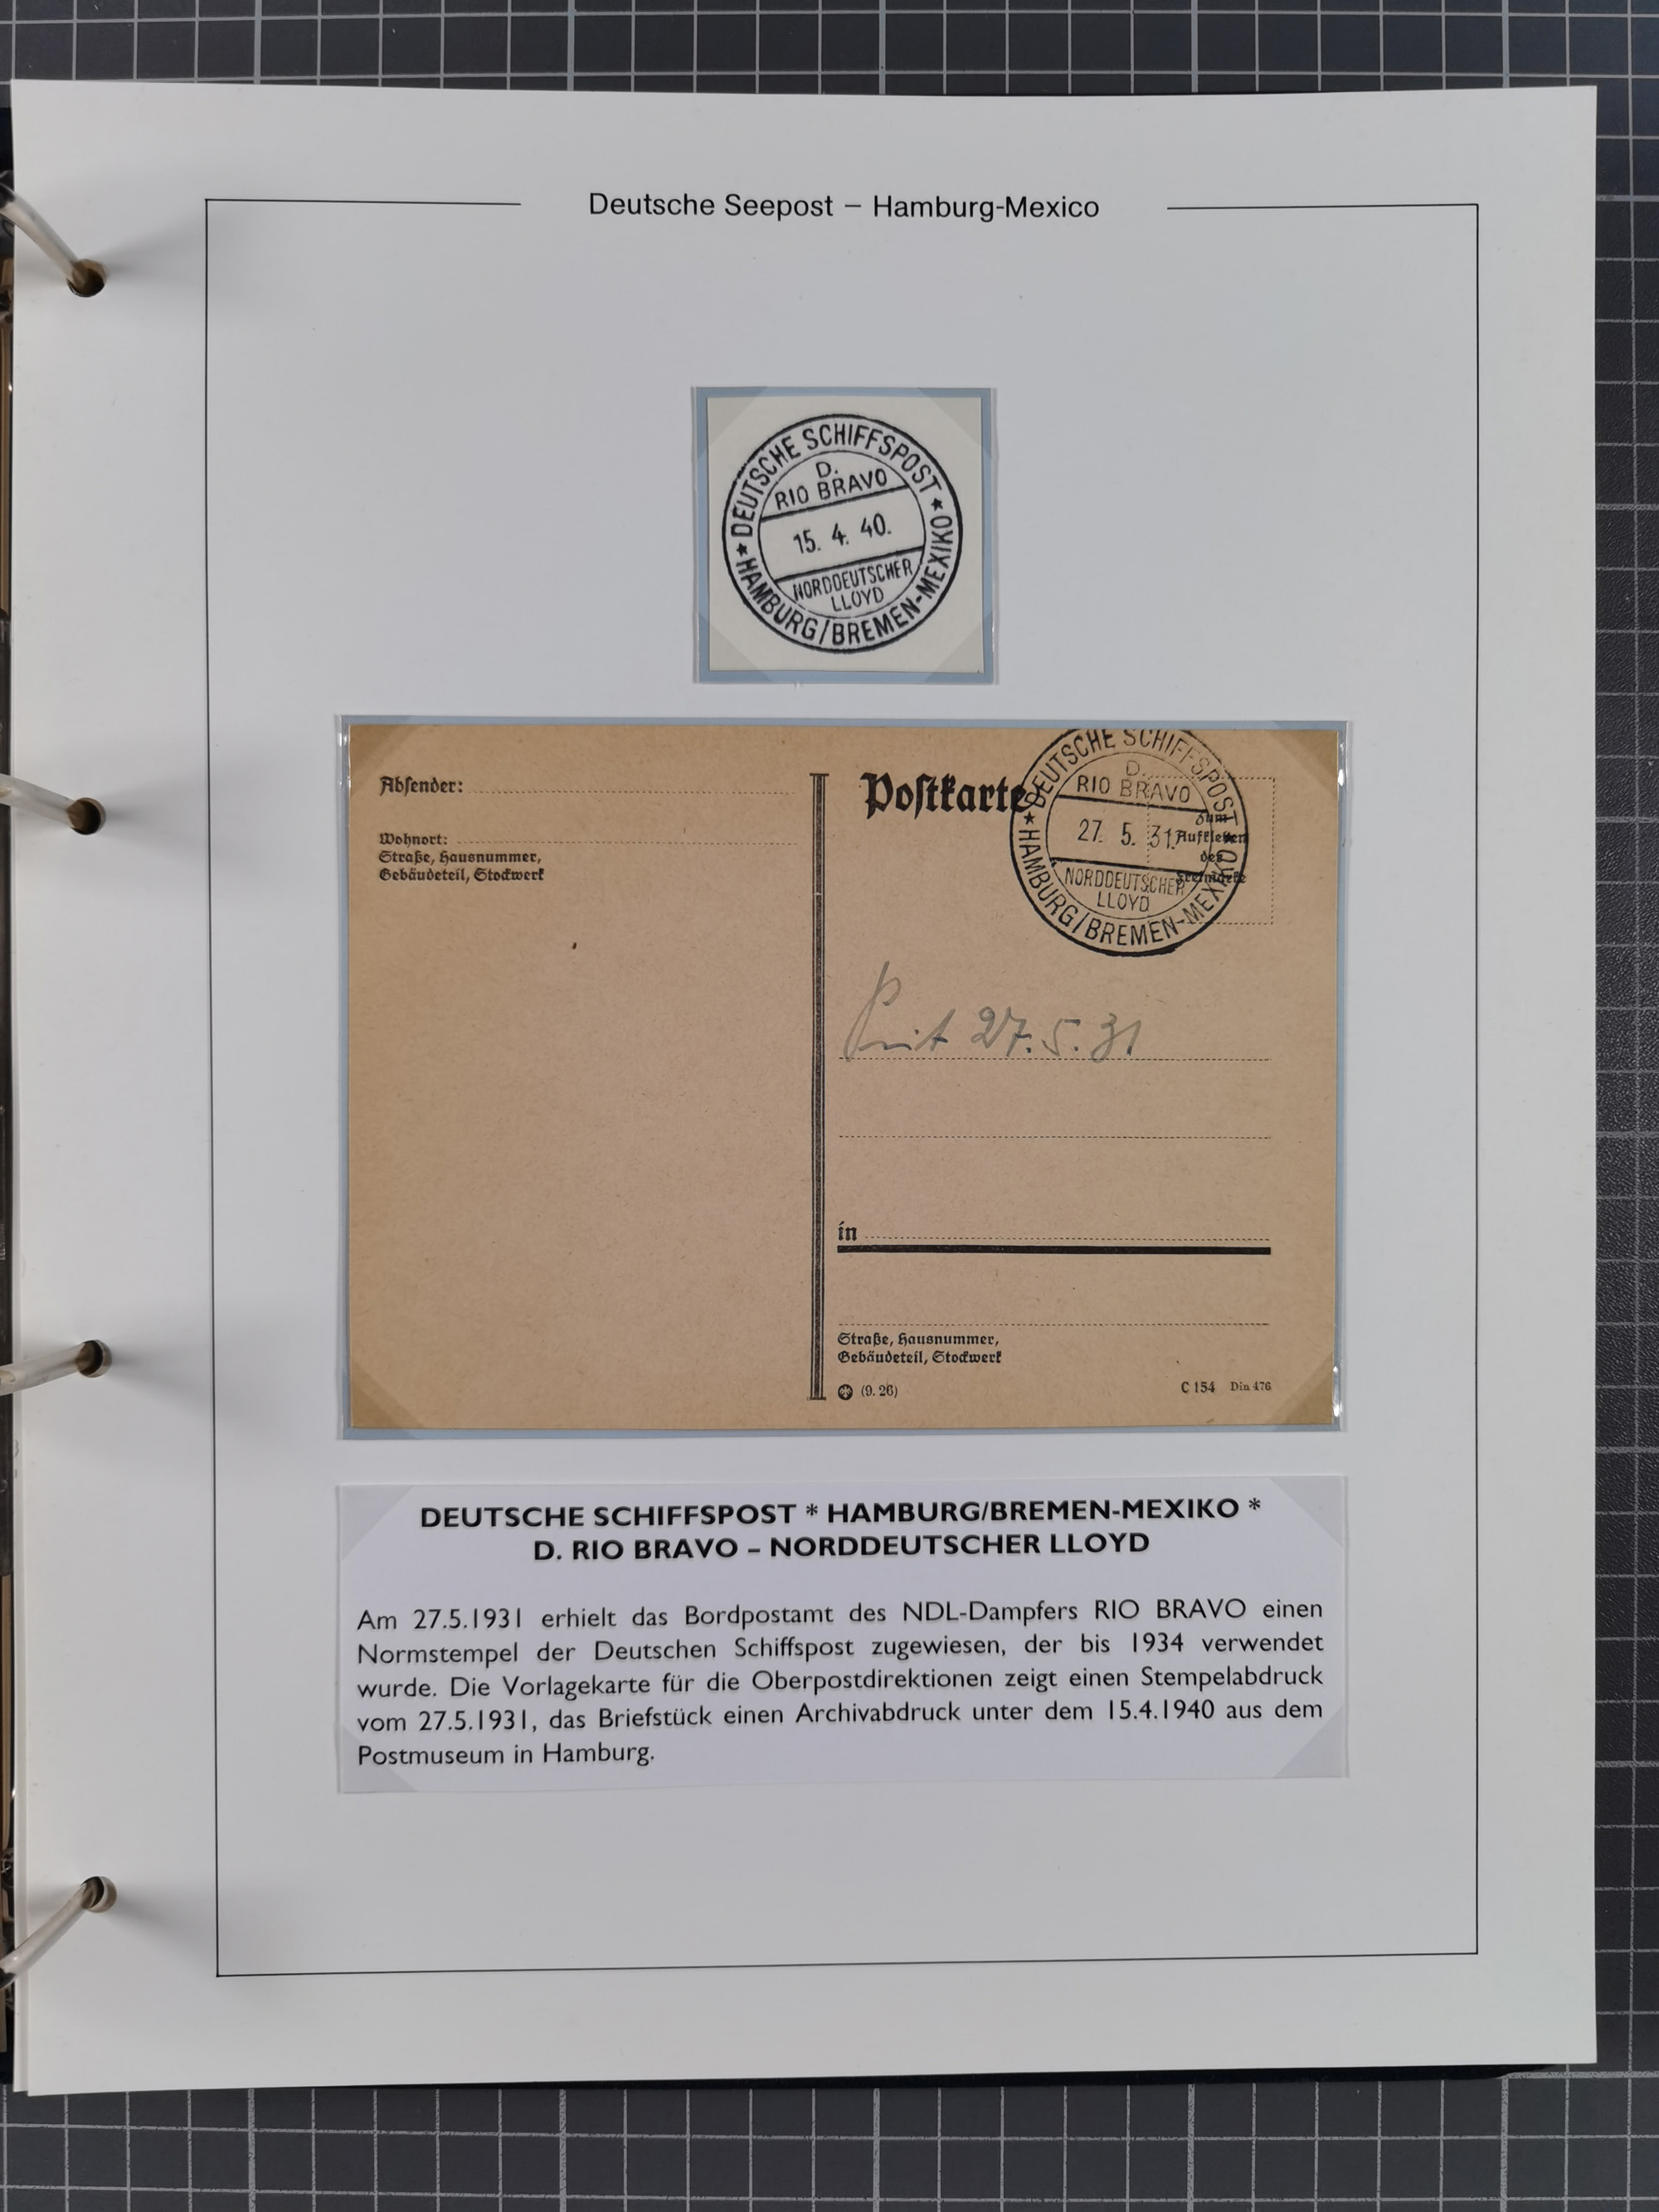 Deutsche Seepost – Hamburg-Mexico
DEUTSCHE SCHIFFSPOST
D.
RIO BRAVO
15. 4. 40.
NORDDEUTSCHER
LLOYD
* HAMBURG/BREMEN-MEXIKO *
Absender:
Wohnort:
Straße, Hausnummer,
Gebäudeteil, Stockwerk
Postkarte
DEUTSCHE SCHIFFSPOST
D.
RIO BRAVO
27. 5. 31.
NORDDEUTSCHER
LLOYD
* HAMBURG/BREMEN-MEXIKO *
Zum
Aufkleben
der
Freimarke
27.5.31
in
Straße, Hausnummer,
Gebäudeteil, Stockwerk
(9. 26)
C 154 Din 476
DEUTSCHE SCHIFFSPOST * HAMBURG/BREMEN-MEXIKO *
D. RIO BRAVO – NORDDEUTSCHER LLOYD
Am 27.5.1931 erhielt das Bordpostamt des NDL-Dampfers RIO BRAVO einen
Normstempel der Deutschen Schiffspost zugewiesen, der bis 1934 verwendet
wurde. Die Vorlagekarte für die Oberpostdirektionen zeigt einen Stempelabdruck
vom 27.5.1931, das Briefstück einen Archivabdruck unter dem 15.4.1940 aus dem
Postmuseum in Hamburg.